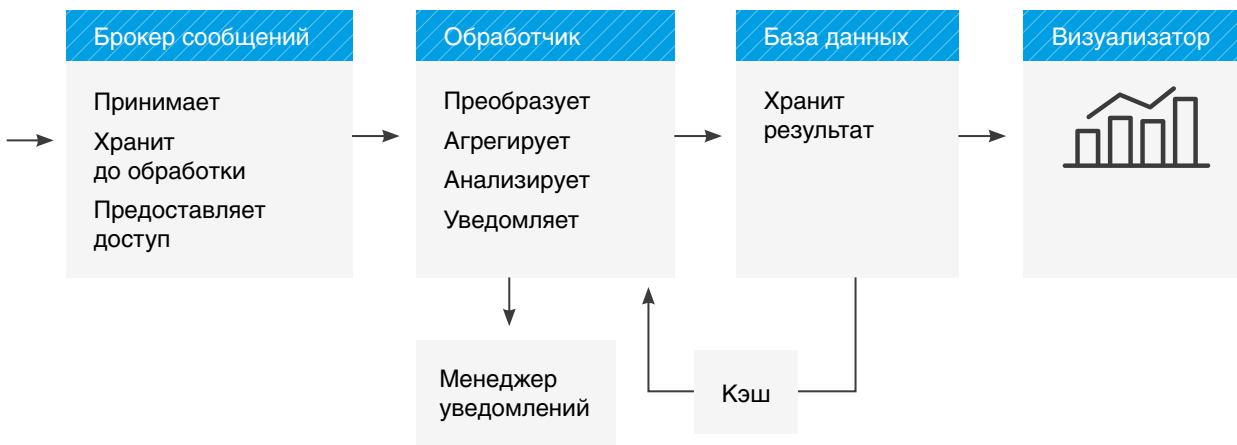 Брокер сообщений
Принимает
Хранит
до обработки
Предоставляет
доступ
Обработчик
Преобразует
Агрегирует
Анализирует
Уведомляет
База данных
Хранит
результат
Визуализатор
Менеджер
уведомлений
Кэш